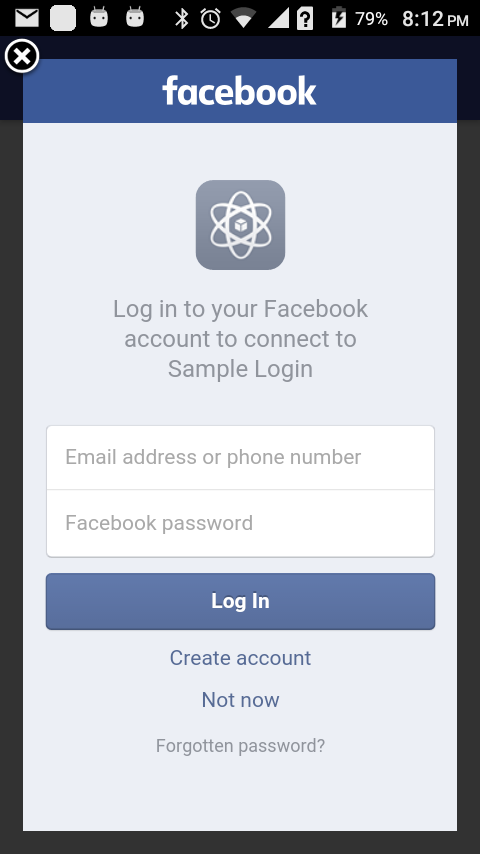 79% 8:12 PM
facebook
Log in to your Facebook
account to connect to
Sample Login
Email address or phone number
Facebook password
Log In
Create account
Not now
Forgotten password?